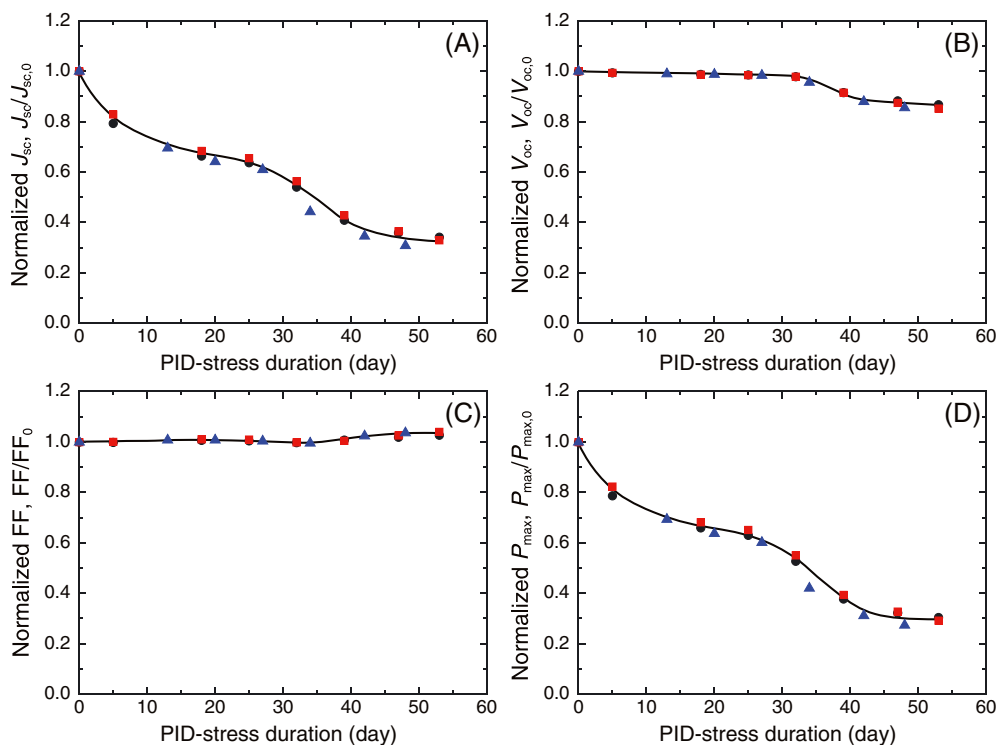 (A)
Normalized Jsc, Jsc/Jsc,0
1.2
1.0
0.8
0.6
0.4
0.2
0.0
0 10 20 30 40 50 60
PID-stress duration (day)
(B)
Normalized Voc, Voc/Voc,0
1.2
1.0
0.8
0.6
0.4
0.2
0.0
0 10 20 30 40 50 60
PID-stress duration (day)
(C)
Normalized FF, FF/FF0
1.2
1.0
0.8
0.6
0.4
0.2
0.0
0 10 20 30 40 50 60
PID-stress duration (day)
(D)
Normalized Pmax, Pmax/Pmax,0
1.2
1.0
0.8
0.6
0.4
0.2
0.0
0 10 20 30 40 50 60
PID-stress duration (day)